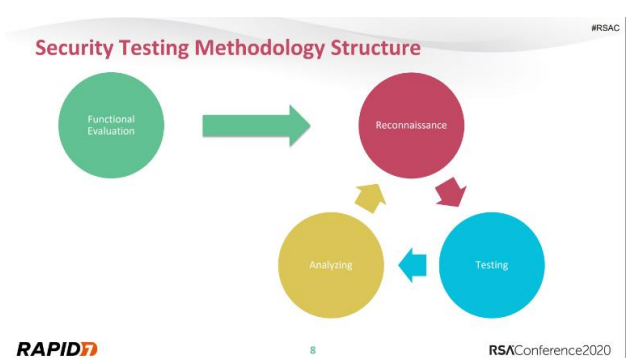 #RSAC
Security Testing Methodology Structure
Functional
Evaluation
Reconnaissance
Analyzing
Testing
RAPID7
8
RSAConference2020